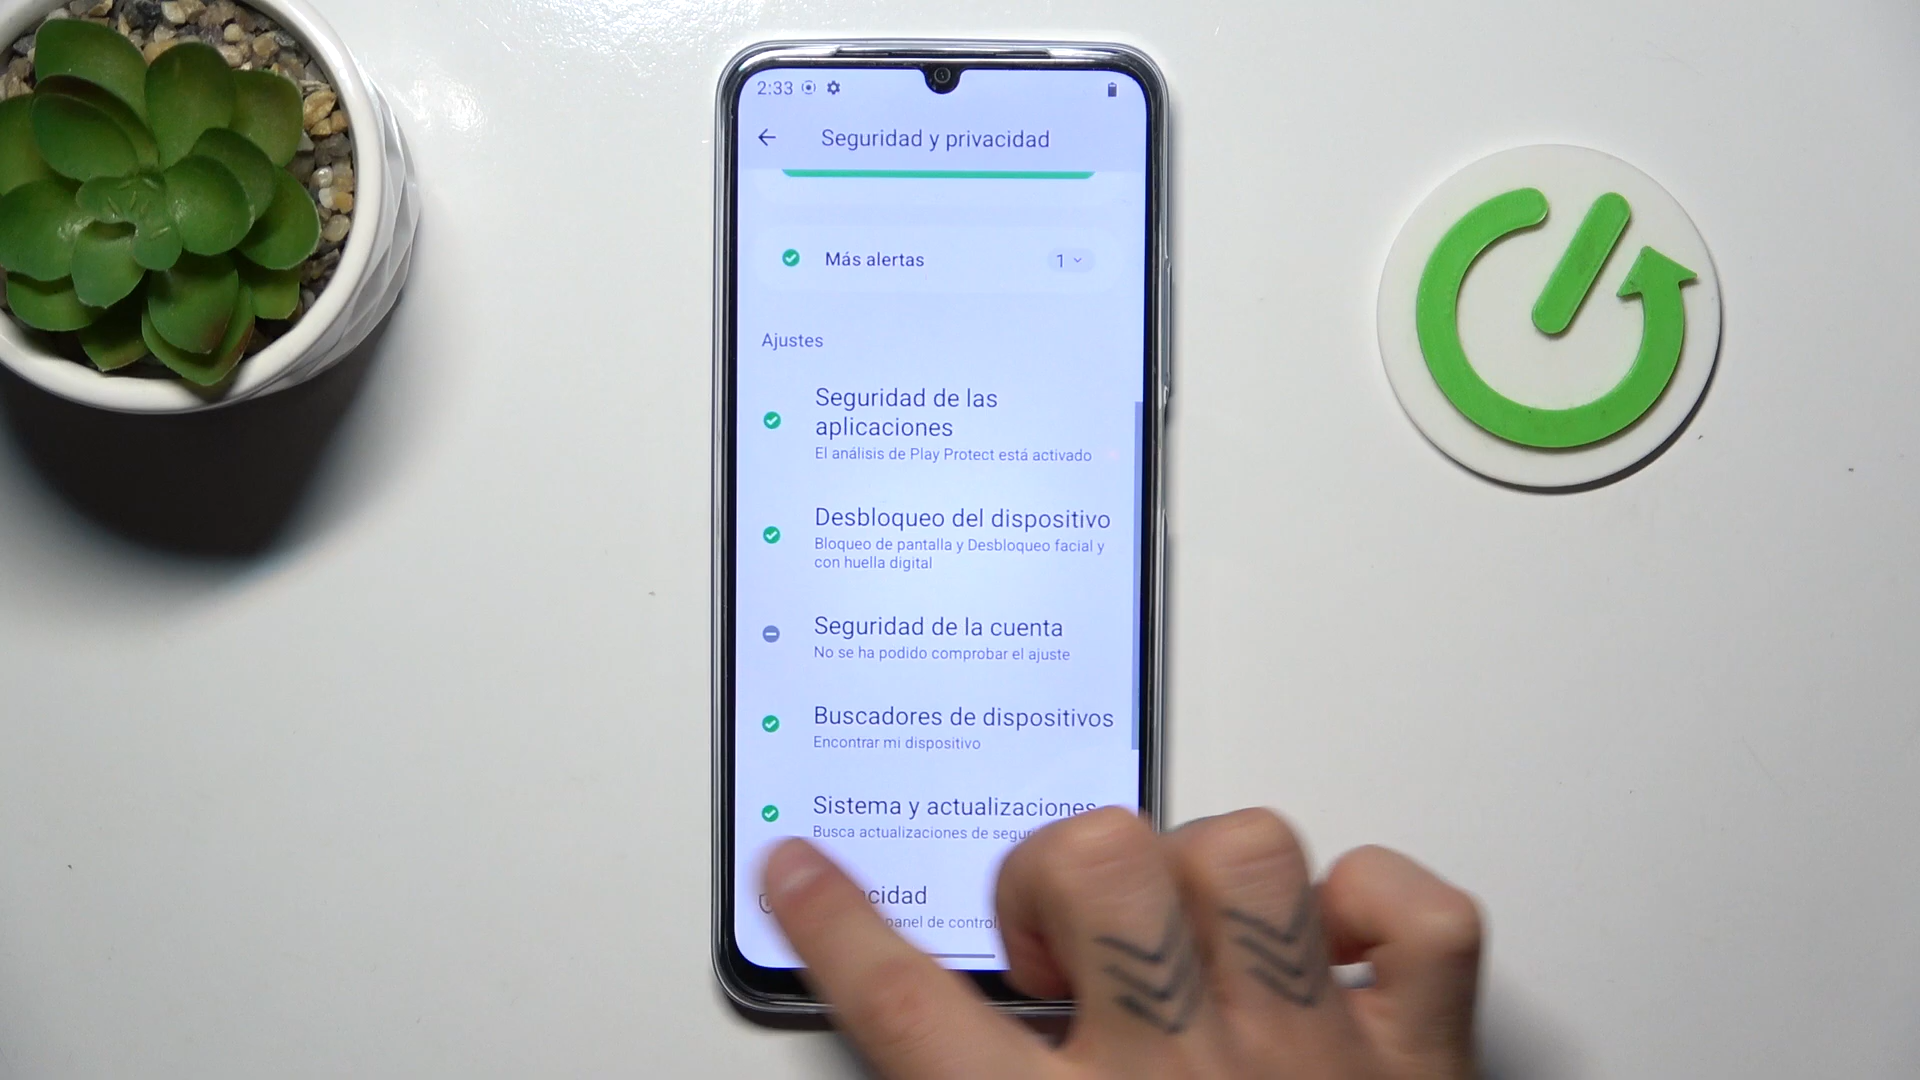 2:33
Seguridad y privacidad
Más alertas
1
Ajustes
Seguridad de las
aplicaciones
El análisis de Play Protect está activado
Desbloqueo del dispositivo
Bloqueo de pantalla y Desbloqueo facial y
con huella digital
Seguridad de la cuenta
No se ha podido comprobar el ajuste
Buscadores de dispositivos
Encontrar mi dispositivo
Sistema y actualizaciones
Busca actualizaciones de
panel de control